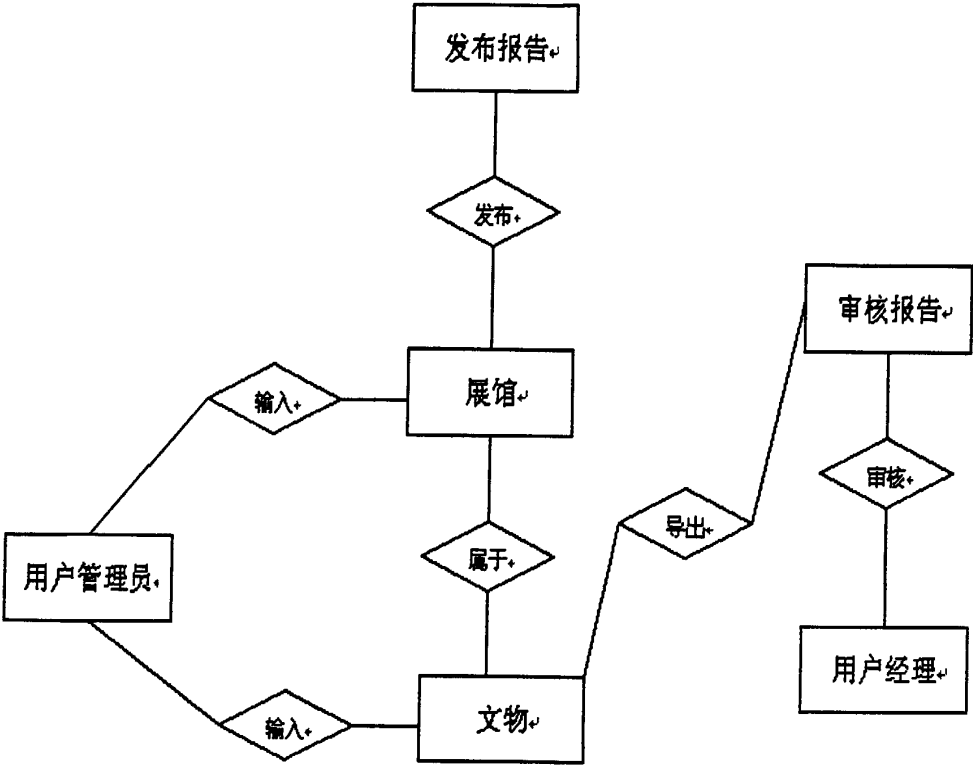 发布报告
发布
审核报告
展馆
输入
审核
导出
属于
用户管理员
用户经理
文物
输入